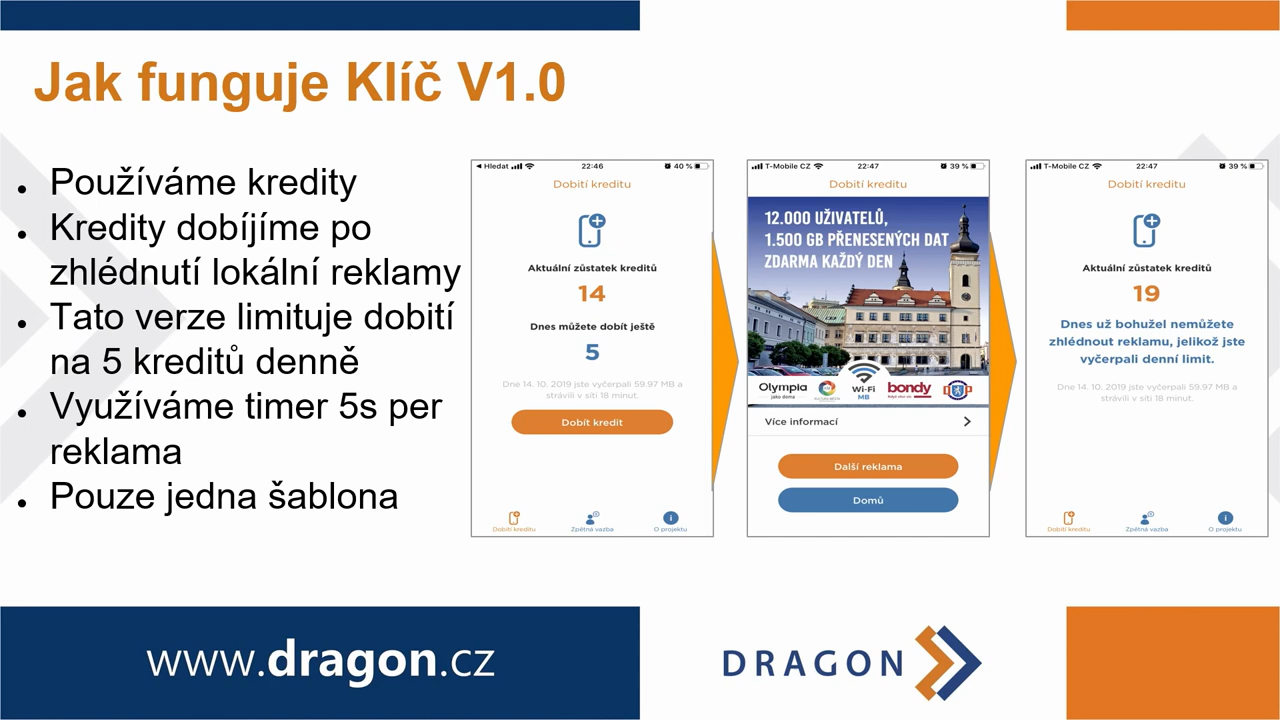 Jak funguje Klíč V1.0
● Používáme kredity
● Kredity dobíjíme po
zhlédnutí lokální reklamy
● Tato verze limituje dobití
na 5 kreditů denně
● Využíváme timer 5s per
reklama
● Pouze jedna šablona
Hledat 22:46 40 %
Dobití kreditu
Aktuální zůstatek kreditů
14
Dnes můžete dobít ještě
5
Dne 14. 10. 2019 jste vyčerpali 59.97 MB a
strávili v síti 18 minut.
Dobít kredit
Dobití kreditu Zpětná vazba O projektu
T-Mobile CZ 22:47 39 %
Dobití kreditu
12.000 UŽIVATELŮ,
1.500 GB PŘENESENÝCH DAT
ZDARMA KAŽDÝ DEN
Olympia
jako doma
Wi-Fi
MB
bondy
Více informací
Další reklama
Domů
T-Mobile CZ 22:47 39 %
Dobití kreditu
Aktuální zůstatek kreditů
19
Dnes už bohužel nemůžete
zhlédnout reklamu, jelikož jste
vyčerpali denní limit.
Dne 14. 10. 2019 jste vyčerpali 59.97 MB a
strávili v síti 18 minut.
Dobití kreditu Zpětná vazba O projektu
www.dragon.cz
DRAGON